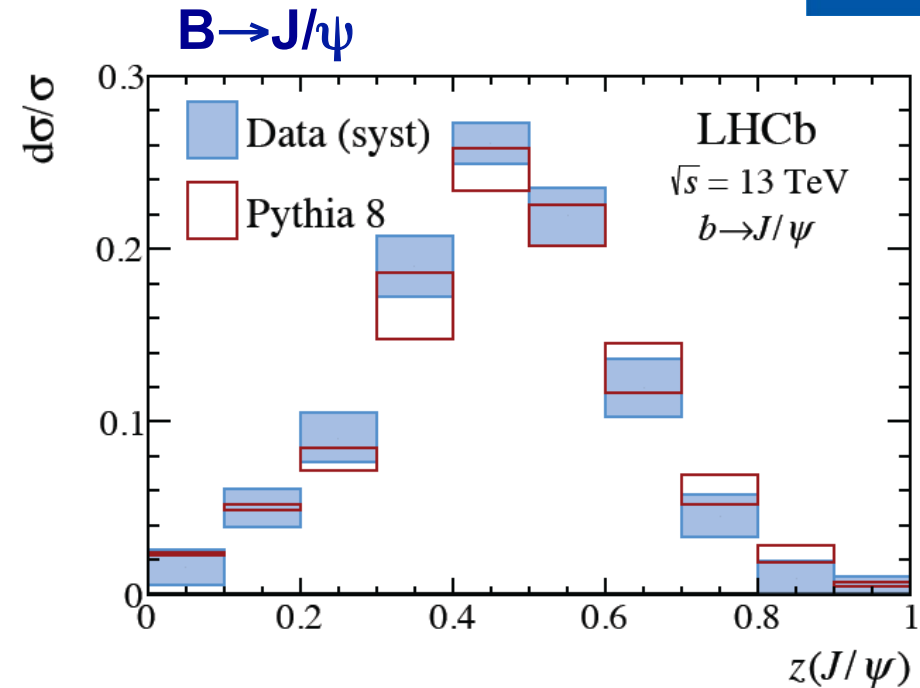 B→J/ψ
dσ/σ
0.3
0.2
0.1
0
Data (syst)
Pythia 8
LHCb
√s = 13 TeV
b→J/ψ
0 0.2 0.4 0.6 0.8 1
z(J/ψ)